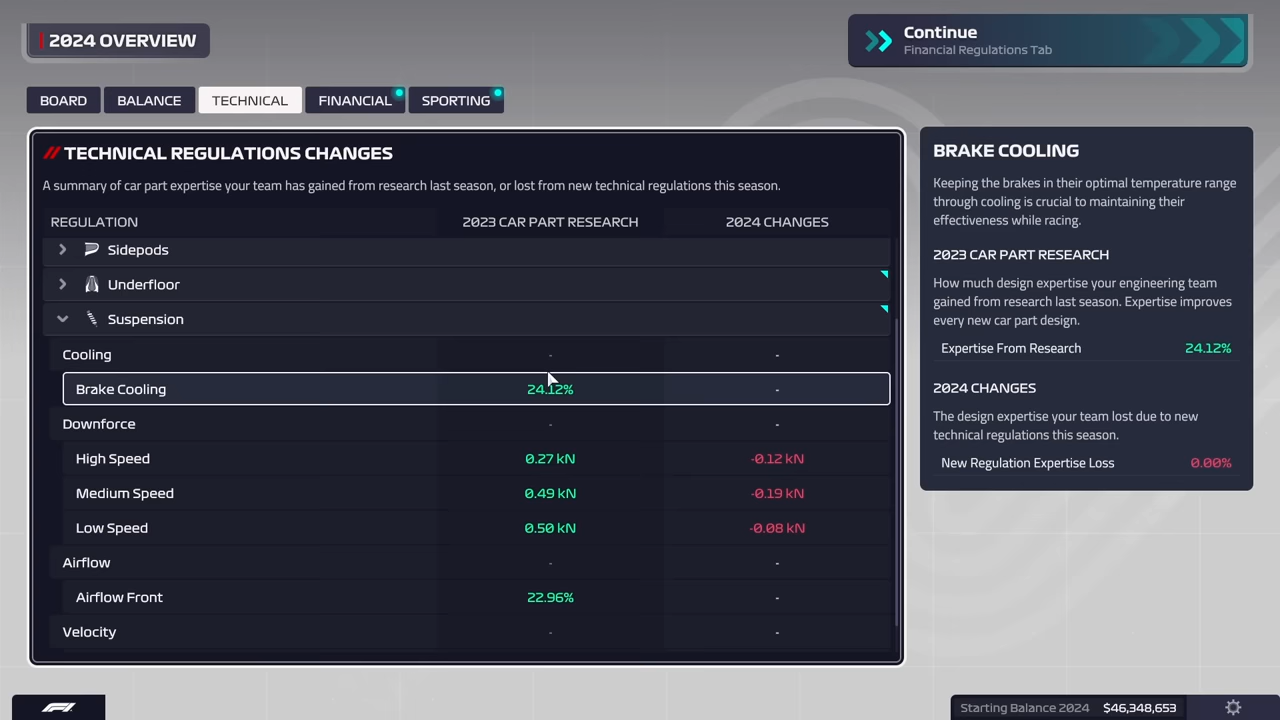 2024 OVERVIEW
Continue
Financial Regulations Tab
BOARD
BALANCE
TECHNICAL
FINANCIAL
SPORTING
TECHNICAL REGULATIONS CHANGES
A summary of car part expertise your team has gained from research last season, or lost from new technical regulations this season.
REGULATION 2023 CAR PART RESEARCH 2024 CHANGES
Sidepods
Underfloor
Suspension
Cooling - -
Brake Cooling 24.12% -
Downforce - -
High Speed 0.27 kN -0.12 kN
Medium Speed 0.49 kN -0.19 kN
Low Speed 0.50 kN -0.08 kN
Airflow - -
Airflow Front 22.96% -
Velocity - -
BRAKE COOLING
Keeping the brakes in their optimal temperature range
through cooling is crucial to maintaining their
effectiveness while racing.
2023 CAR PART RESEARCH
How much design expertise your engineering team
gained from research last season. Expertise improves
every new car part design.
Expertise From Research 24.12%
2024 CHANGES
The design expertise your team lost due to new
technical regulations this season.
New Regulation Expertise Loss 0.00%
F1
Starting Balance 2024 $46,348,653